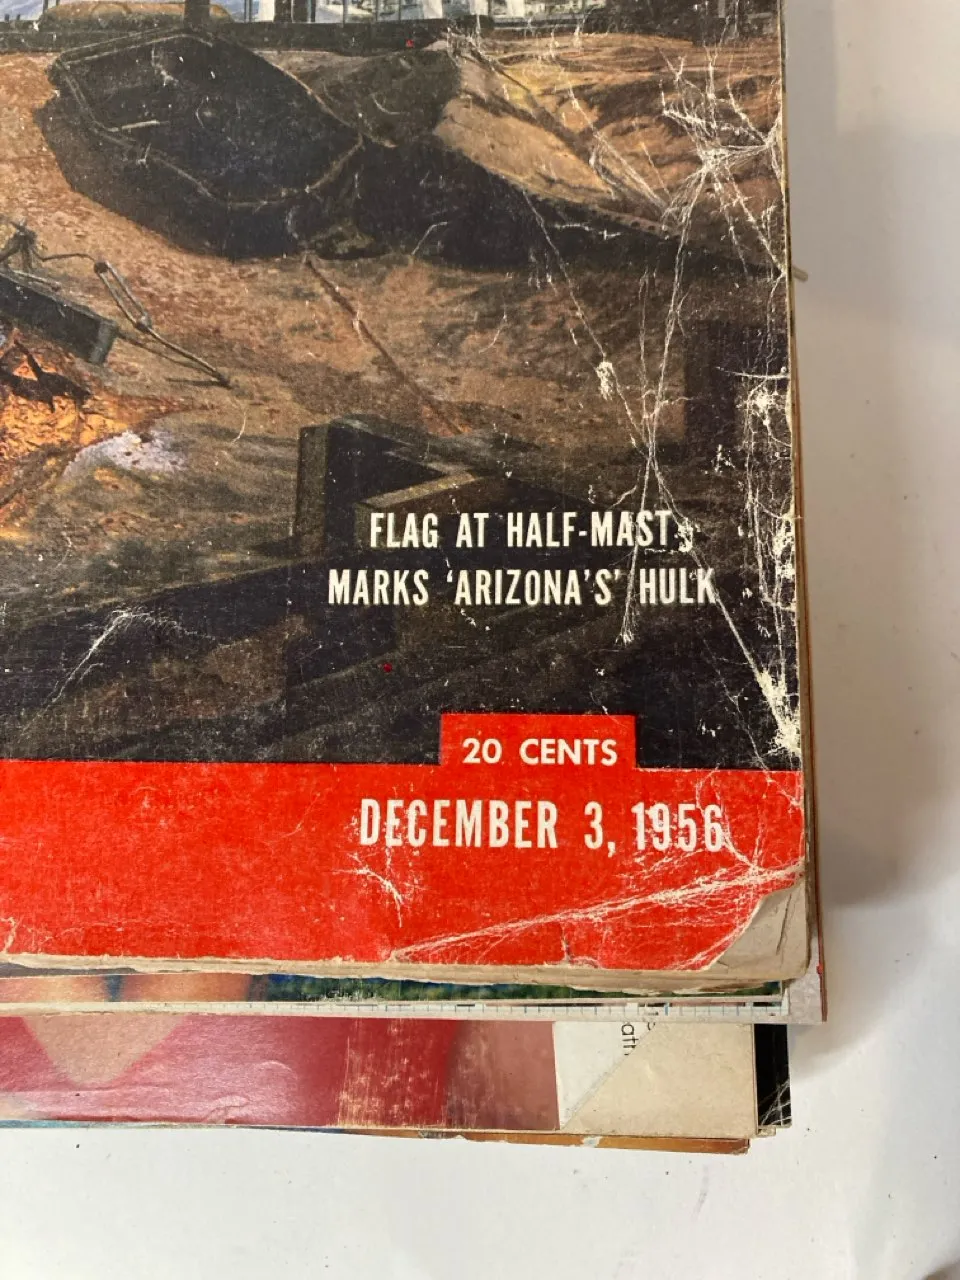 FLAG AT HALF-MAST
MARKS 'ARIZONA'S' HULK
20 CENTS
DECEMBER 3, 1956